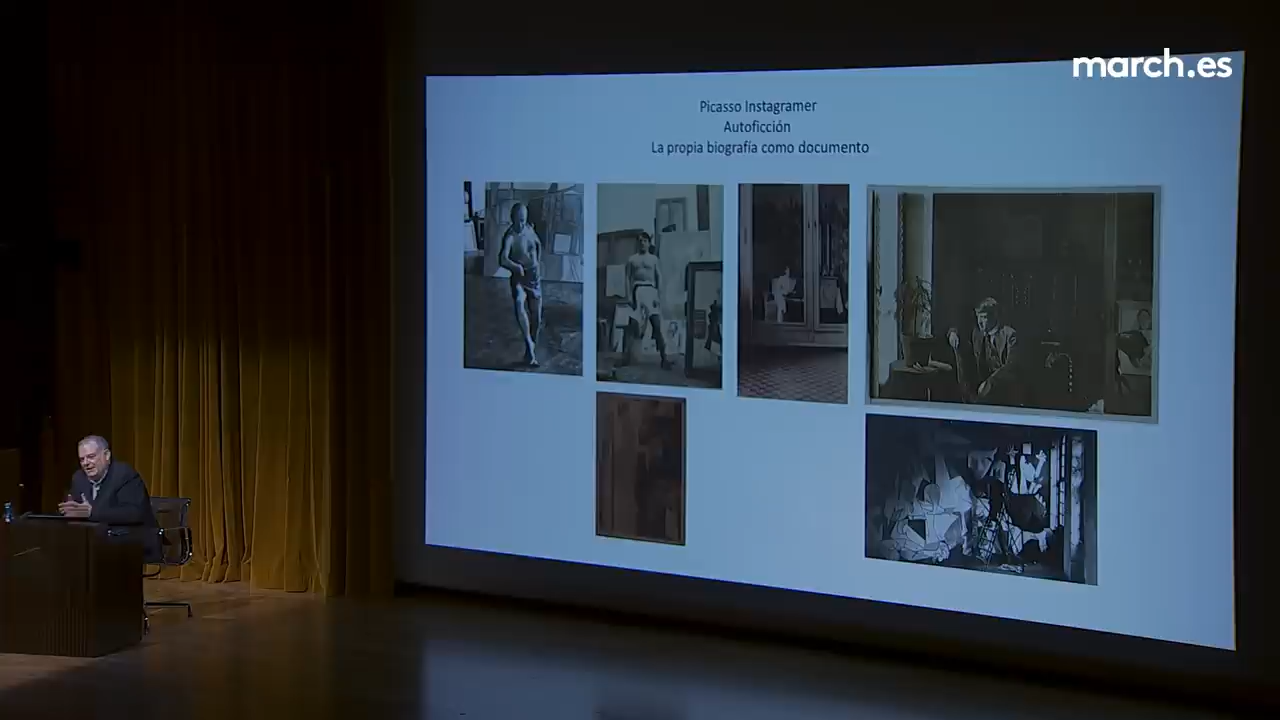 march.es
Picasso Instagramer
Autoficción
La propia biografía como documento